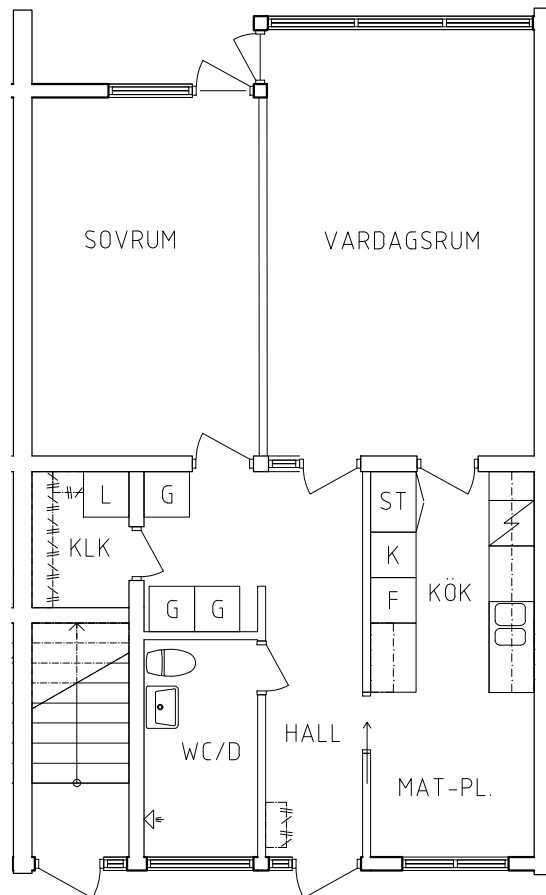 SOVRUM
VARDAGSRUM
L
G
ST
KLK
K
KÖK
F
G
G
HALL
WC/D
MAT-PL.